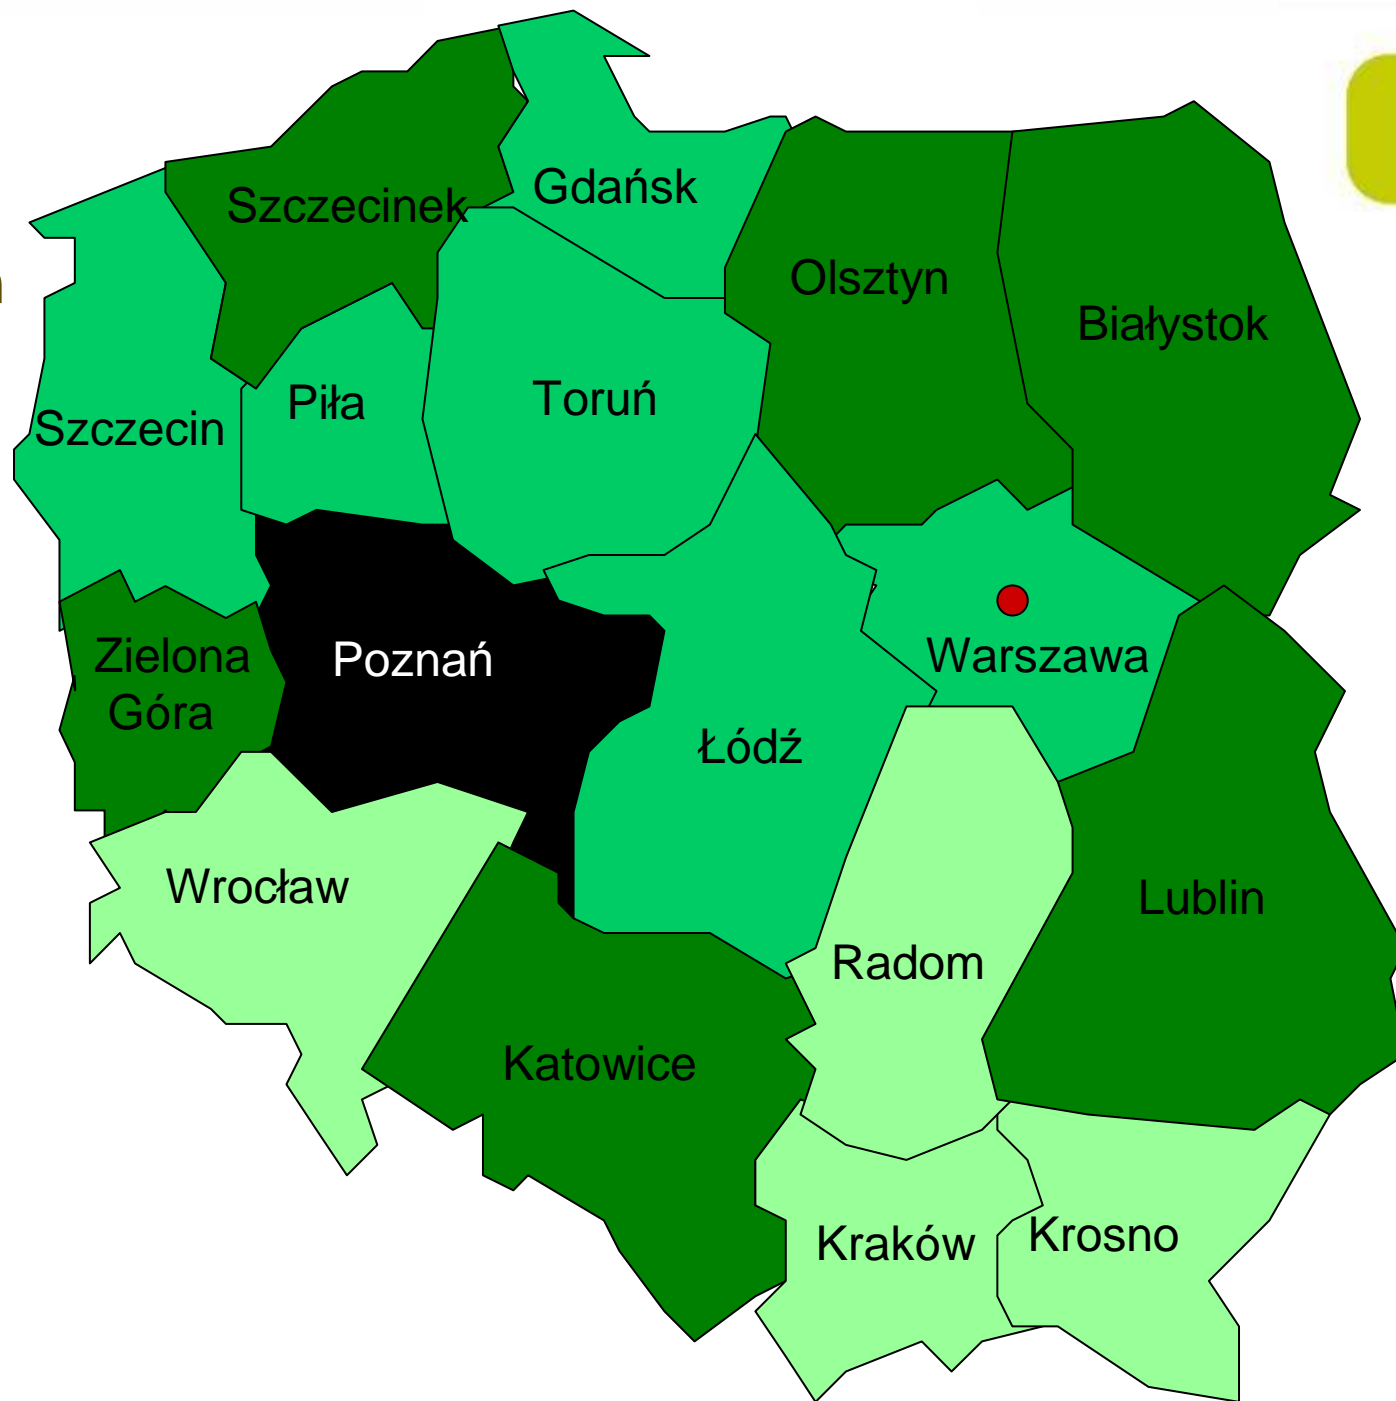 Szczecinek
Gdańsk
Olsztyn
Białystok
Szczecin
Piła
Toruń
Zielona
Góra
Poznań
Warszawa
Łódź
Wrocław
Lublin
Radom
Katowice
Kraków
Krosno